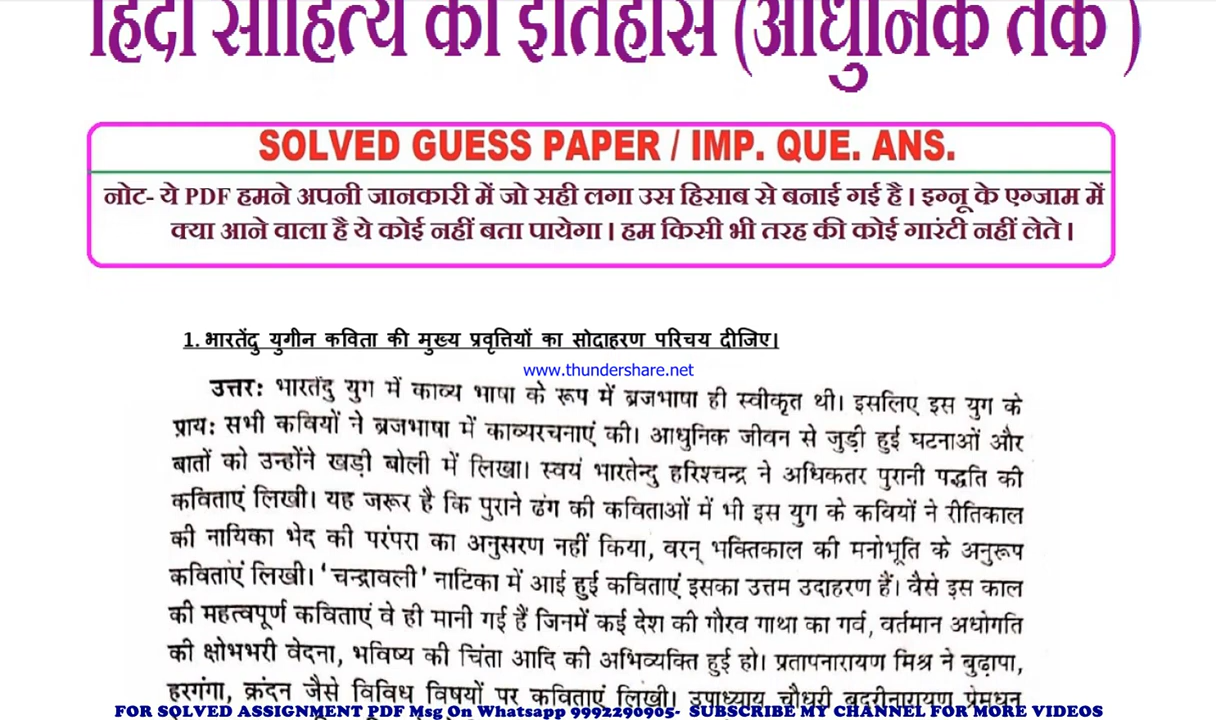 हिंदी साहित्य का इतिहास (आधुनिक तक )
SOLVED GUESS PAPER / IMP. QUE. ANS.
नोट- ये PDF हमने अपनी जानकारी में जो सही लगा उस हिसाब से बनाई गई है। इग्नू के एग्जाम में
क्या आने वाला है ये कोई नहीं बता पायेगा। हम किसी भी तरह की कोई गारंटी नहीं लेते।
1. भारतेंदु युगीन कविता की मुख्य प्रवृत्तियों का सोदाहरण परिचय दीजिए।
www.thundershare.net
उत्तर: भारतेंदु युग में काव्य भाषा के रूप में ब्रजभाषा ही स्वीकृत थी। इसलिए इस युग के
प्राय: सभी कवियों ने ब्रजभाषा में काव्यरचनाएं की। आधुनिक जीवन से जुड़ी हुई घटनाओं और
बातों को उन्होंने खड़ी बोली में लिखा। स्वयं भारतेन्दु हरिश्चन्द्र ने अधिकतर पुरानी पद्धति की
कविताएं लिखी। यह जरूर है कि पुराने ढंग की कविताओं में भी इस युग के कवियों ने रीतिकाल
की नायिका भेद की परंपरा का अनुसरण नहीं किया, वरन् भक्तिकाल की मनोभूति के अनुरूप
कविताएं लिखी। 'चन्द्रावली' नाटिका में आई हुई कविताएं इसका उत्तम उदाहरण हैं। वैसे इस काल
की महत्वपूर्ण कविताएं वे ही मानी गई हैं जिनमें कई देश की गौरव गाथा का गर्व, वर्तमान अधोगति
की क्षोभभरी वेदना, भविष्य की चिंता आदि की अभिव्यक्ति हुई हो। प्रतापनारायण मिश्र ने बुढ़ापा,
हरगंगा, क्रंदन जैसे विविध विषयों पर कविताएं लिखी। उपाध्याय चौधरी बदरीनारायण प्रेमधन
FOR SOLVED ASSIGNMENT PDF Msg On Whatsapp 9992290905- SUBSCRIBE MY CHANNEL FOR MORE VIDEOS